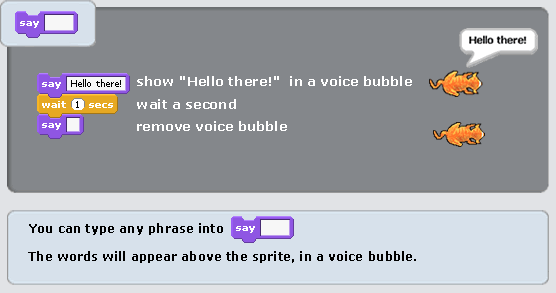 say
Hello there!
say Hello there! show "Hello there!" in a voice bubble
wait 1 secs wait a second
say remove voice bubble
You can type any phrase into say
The words will appear above the sprite, in a voice bubble.